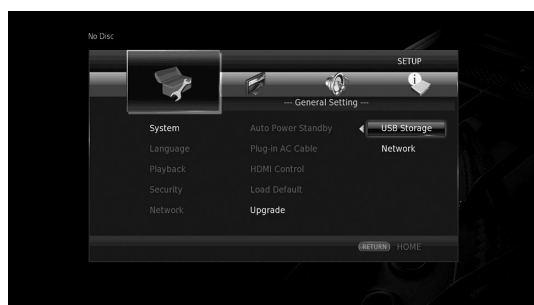 No Disc
SETUP
--- General Setting ---
System Auto Power Standby USB Storage
Language Plug-in AC Cable Network
Playback HDMI Control
Security Load Default
Network Upgrade
RETURN HOME